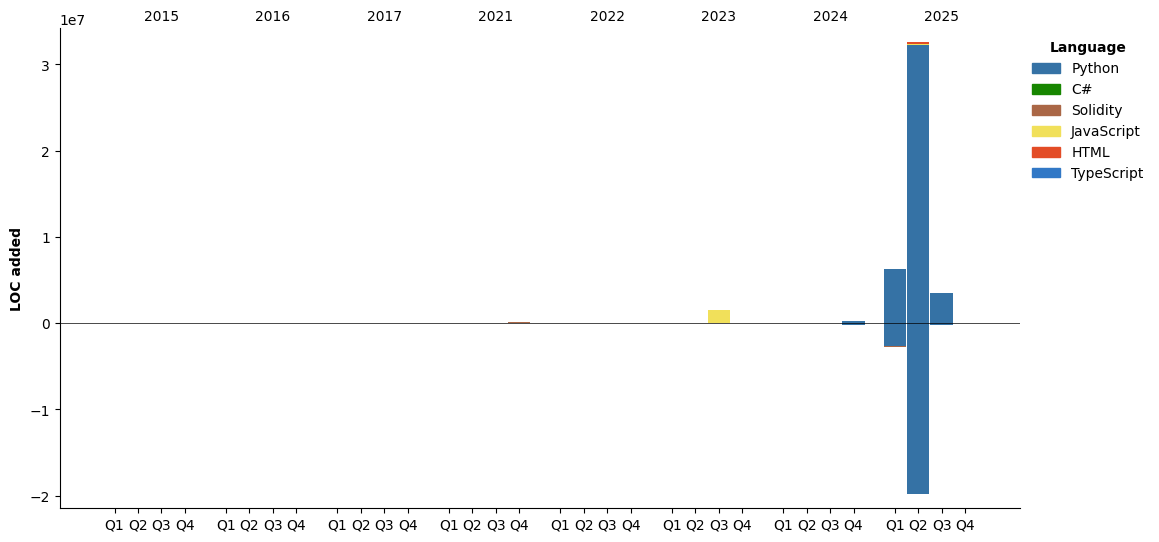 1e7
2015 2016 2017 2021 2022 2023 2024 2025
LOC added
3
2
1
0
−1
−2
Q1 Q2 Q3 Q4 Q1 Q2 Q3 Q4 Q1 Q2 Q3 Q4 Q1 Q2 Q3 Q4 Q1 Q2 Q3 Q4 Q1 Q2 Q3 Q4 Q1 Q2 Q3 Q4 Q1 Q2 Q3 Q4
Language
Python
C#
Solidity
JavaScript
HTML
TypeScript